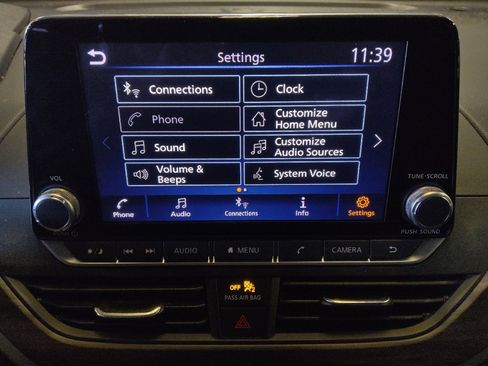 Settings
11:39
Connections
Clock
Phone
Customize
Home Menu
Sound
Customize
Audio Sources
Volume &
Beeps
System Voice
VOL
TUNE•SCROLL
Phone
Audio
Connections
Info
Settings
PUSH SOUND
AUDIO
MENU
CAMERA
OFF
PASS AIR BAG